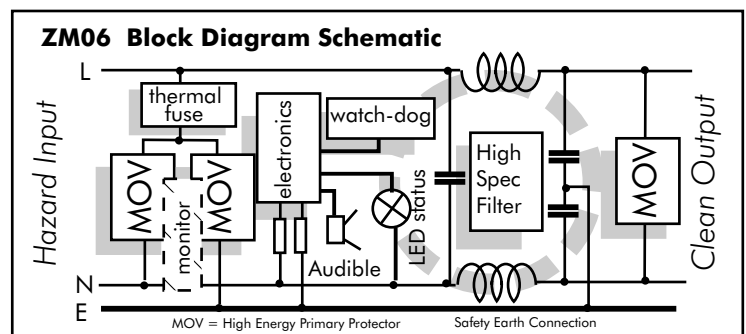 ZM06 Block Diagram Schematic
L
Hazard Input
thermal
fuse
MOV
monitor
MOV
electronics
watch-dog
Audible
LED status
High
Spec
Filter
MOV
Clean Output
N
E
MOV = High Energy Primary Protector
Safety Earth Connection